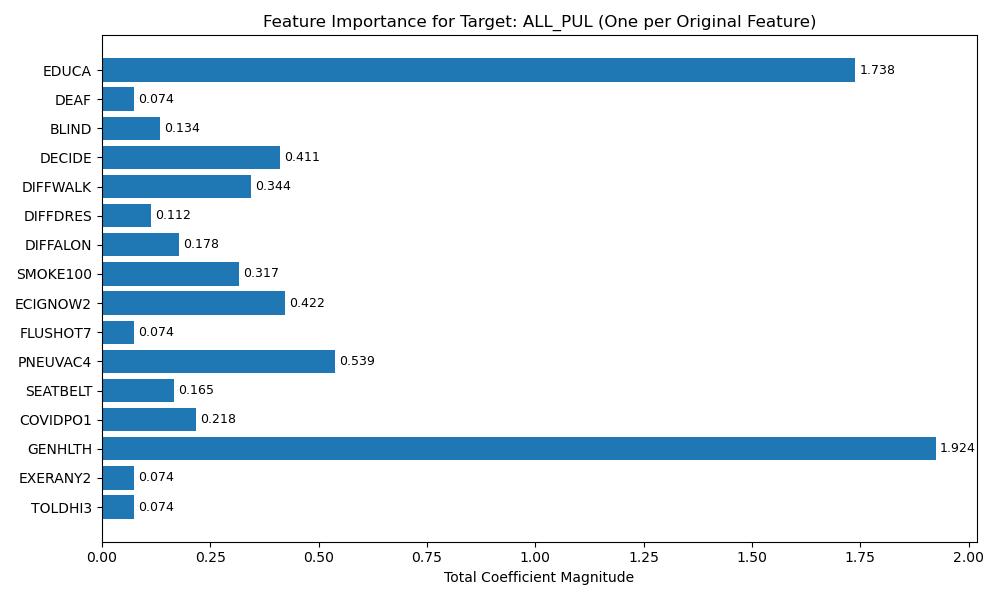 Feature Importance for Target: ALL_PUL (One per Original Feature)
EDUCA 1.738
DEAF 0.074
BLIND 0.134
DECIDE 0.411
DIFFWALK 0.344
DIFFDRES 0.112
DIFFALON 0.178
SMOKE100 0.317
ECIGNOW2 0.422
FLUSHOT7 0.074
PNEUVAC4 0.539
SEATBELT 0.165
COVIDPO1 0.218
GENHLTH 1.924
EXERANY2 0.074
TOLDHI3 0.074
0.00 0.25 0.50 0.75 1.00 1.25 1.50 1.75 2.00
Total Coefficient Magnitude